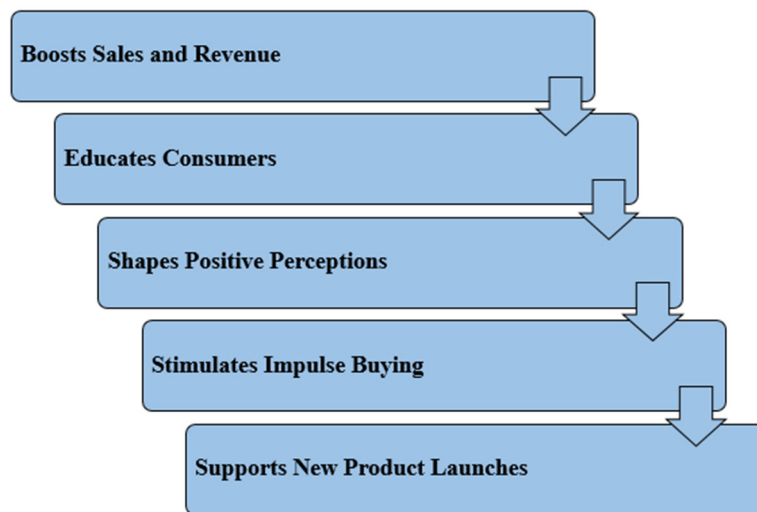 Boosts Sales and Revenue
Educates Consumers
Shapes Positive Perceptions
Stimulates Impulse Buying
Supports New Product Launches